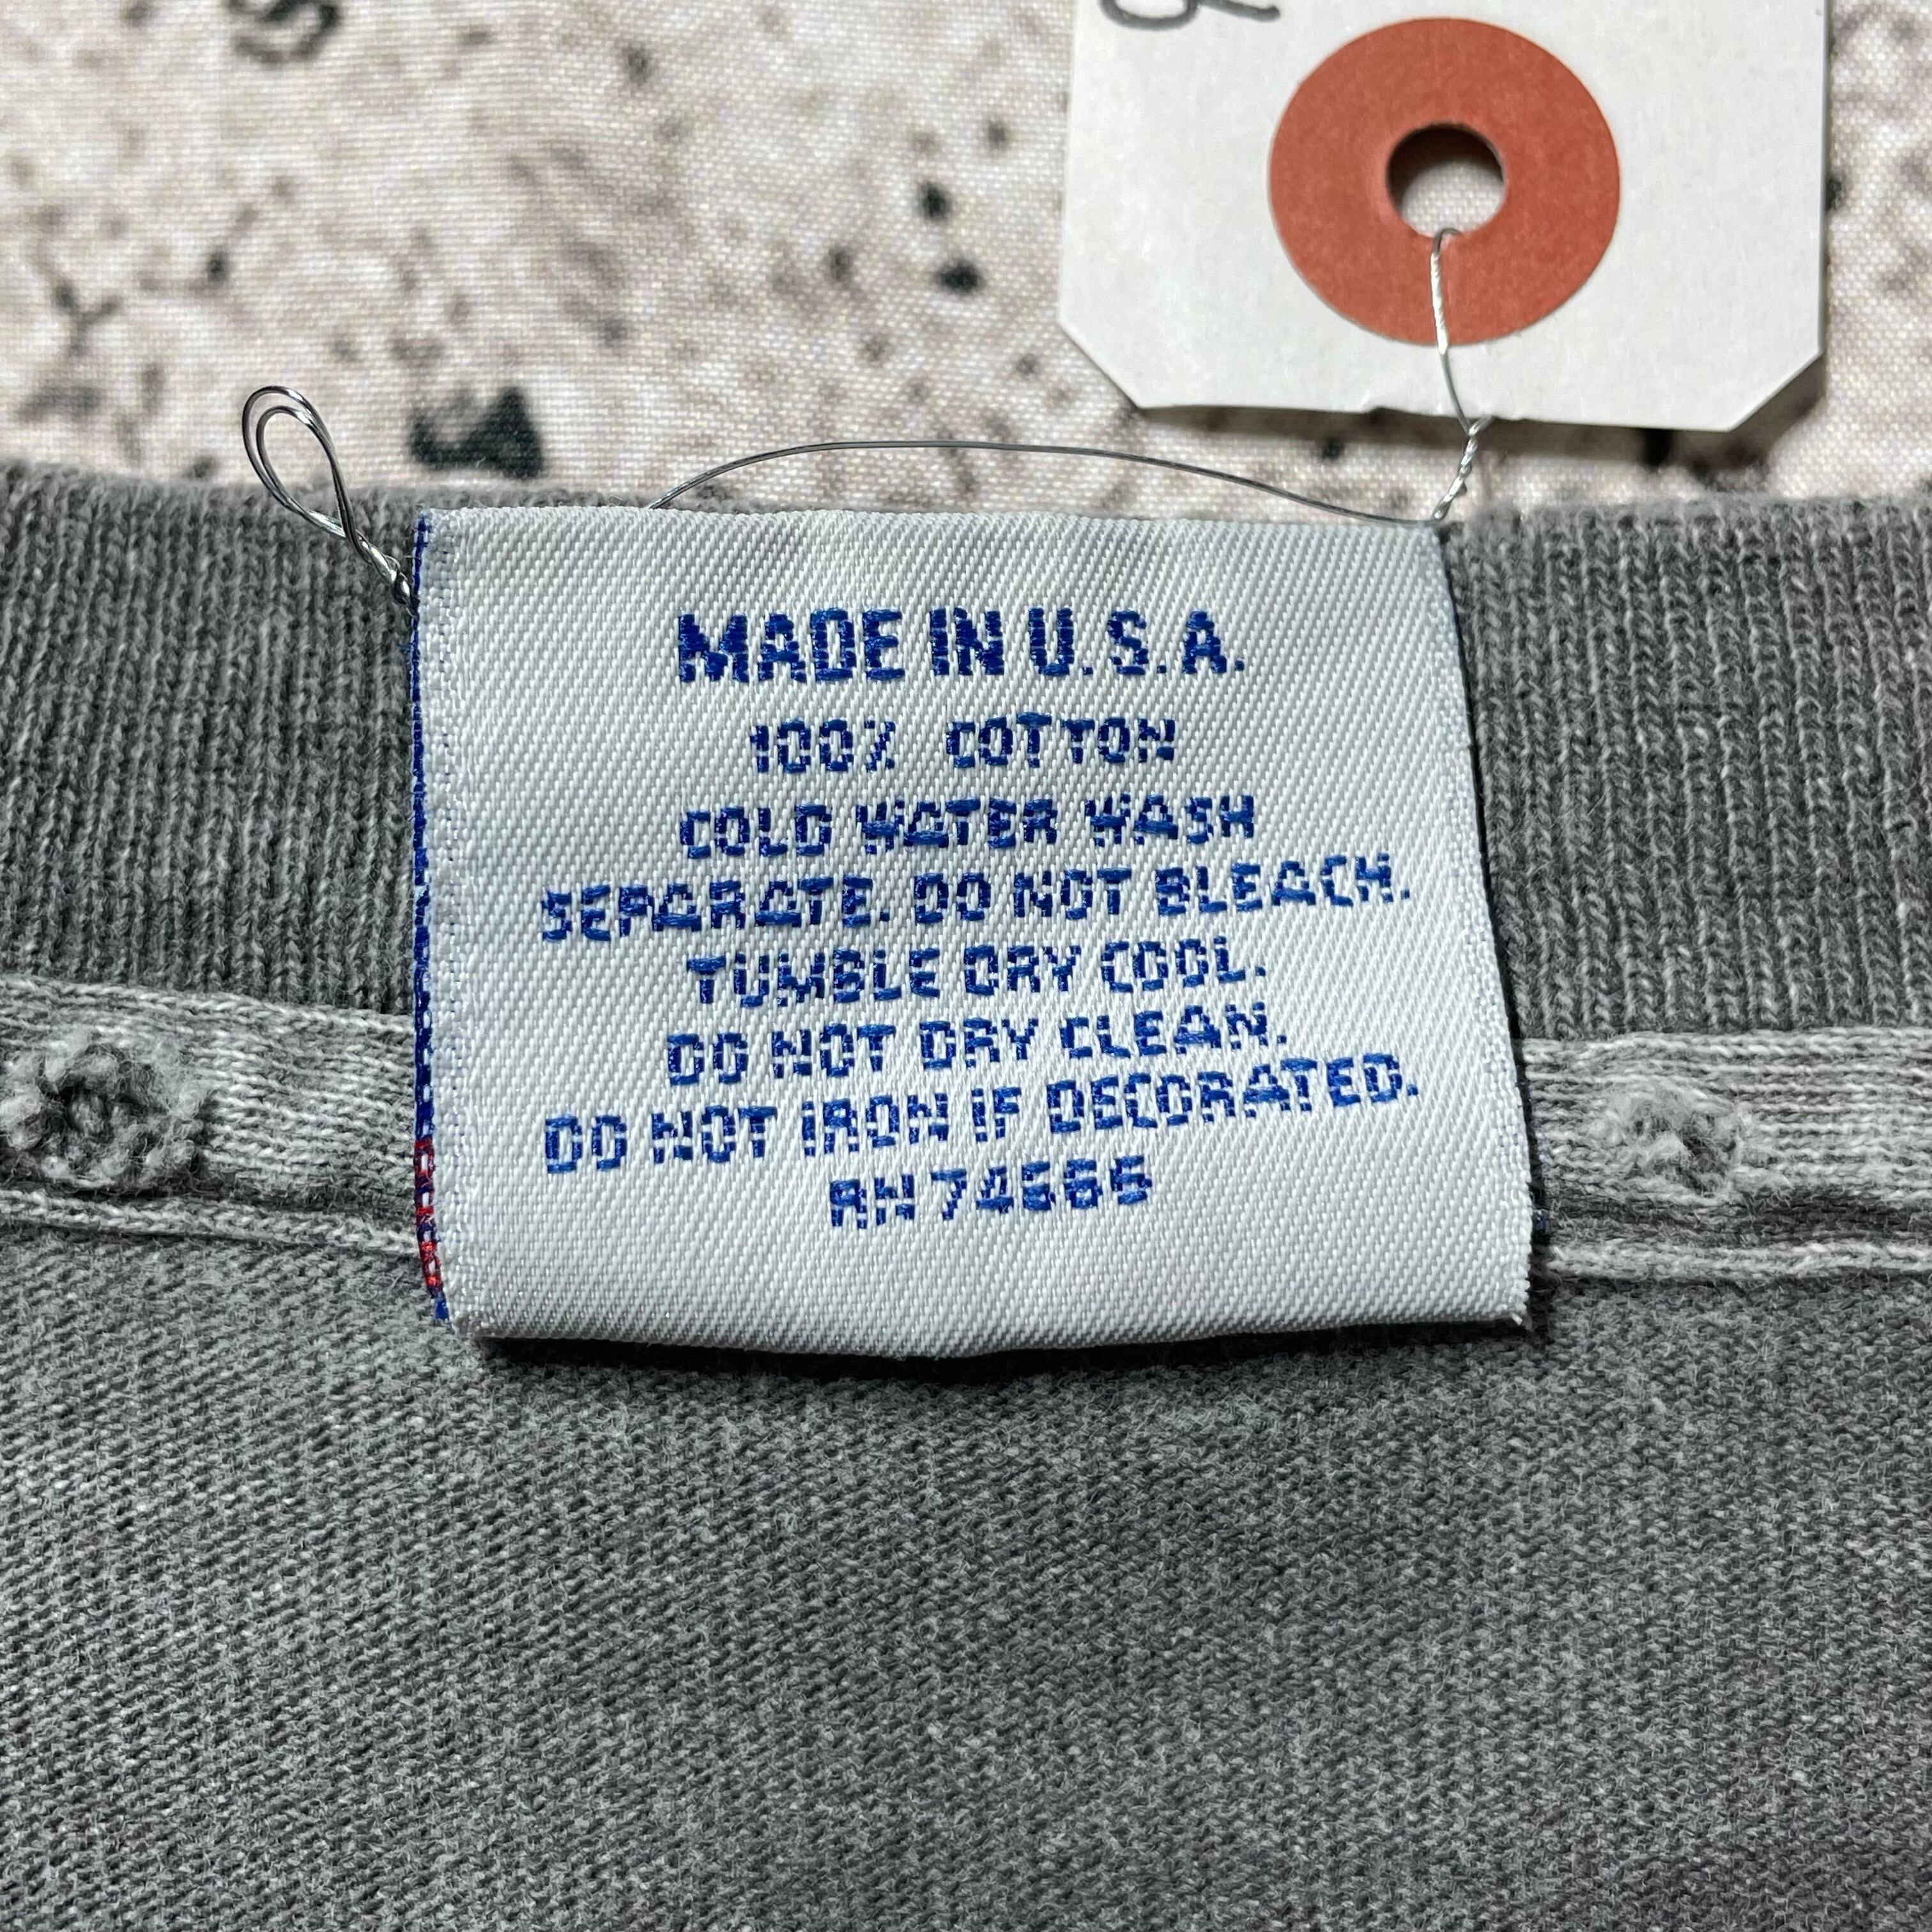 MADE IN U.S.A.
100% COTTON
COLD WATER WASH
SEPARATE. DO NOT BLEACH.
TUMBLE DRY COOL.
DO NOT DRY CLEAN.
DO NOT IRON IF DECORATED.
RN 74566